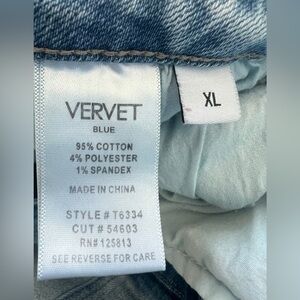 VERVET
BLUE
95% COTTON
4% POLYESTER
1% SPANDEX
MADE IN CHINA
STYLE # T6334
CUT # 54603
RN# 125813
SEE REVERSE FOR CARE
XL